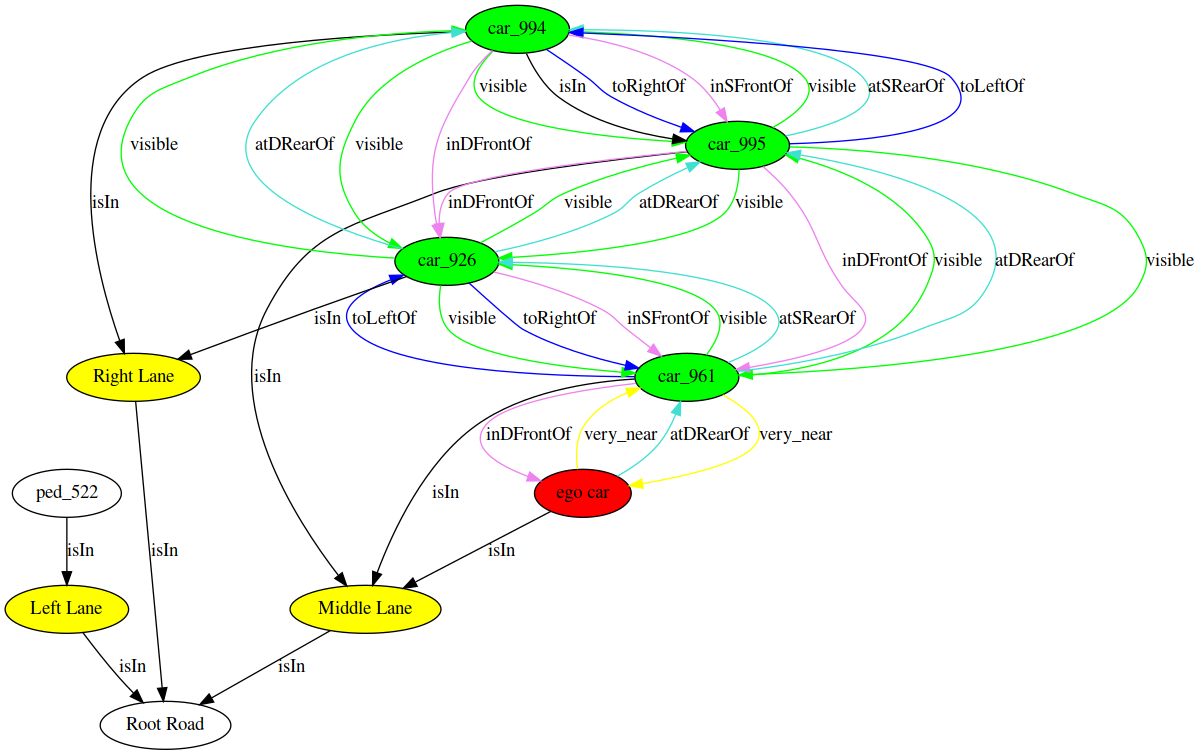 car_994
visible
isIn
toRightOf
inSFrontOf
visible
atSRearOf
toLeftOf
visible
atDRearOf
visible
inDFrontOf
car_995
isIn
inDFrontOf
visible
atDRearOf
visible
car_926
inDFrontOf
visible
atDRearOf
visible
isIn
toLeftOf
visible
toRightOf
inSFrontOf
visible
atSRearOf
Right Lane
isIn
car_961
inDFrontOf
very_near
atDRearOf
very_near
ped_522
isIn
ego car
isIn
isIn
isIn
Left Lane
Middle Lane
isIn
isIn
Root Road